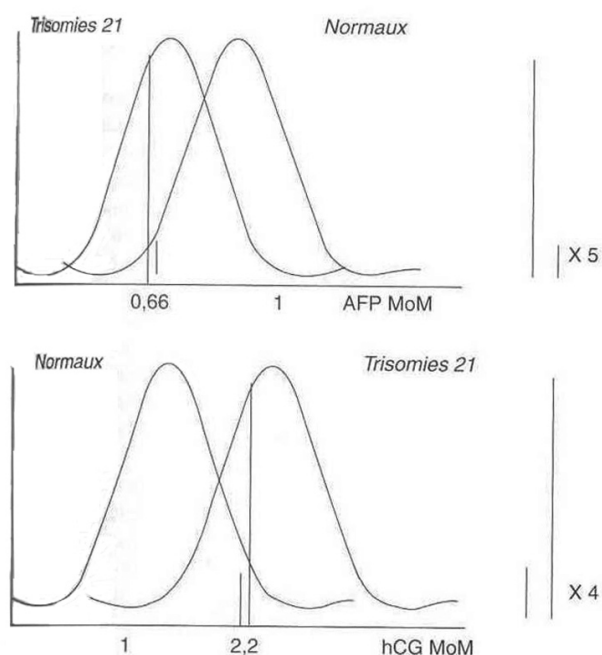 Trisomies 21 Normaux
X 5
0,66 1 AFP MoM
Normaux Trisomies 21
X 4
1 2,2 hCG MoM